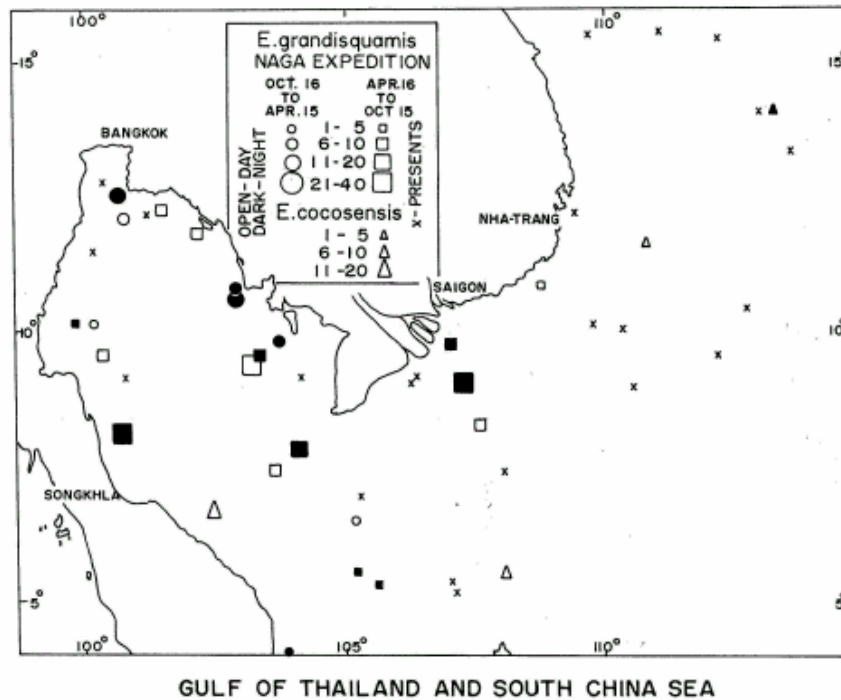 100°
110°
15°
15
E.grandisquamis
NAGA EXPEDITION
OCT. 16
TO
APR.15
APR.16
TO
OCT 15
1- 5
6-10
11-20
21-40
OPEN-DAY
DARK-NIGHT
x-PRESENTS
E.cocosensis
1- 5
6-10
11-20
BANGKOK
NHA-TRANG
SAIGON
10°
10
SONGKHLA
5°
5
100°
105°
110°
GULF OF THAILAND AND SOUTH CHINA SEA